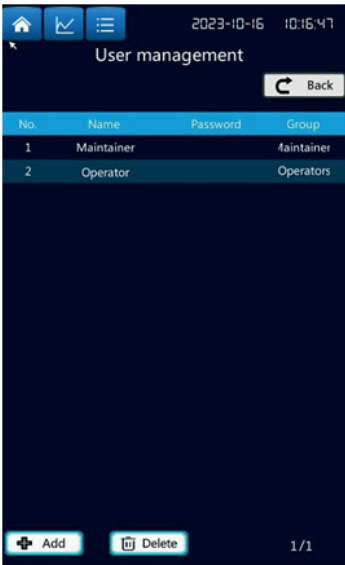 2023-10-16 10:16:47
User management
Back
No. Name Password Group
1 Maintainer Maintainer
2 Operator Operators
Add Delete 1/1